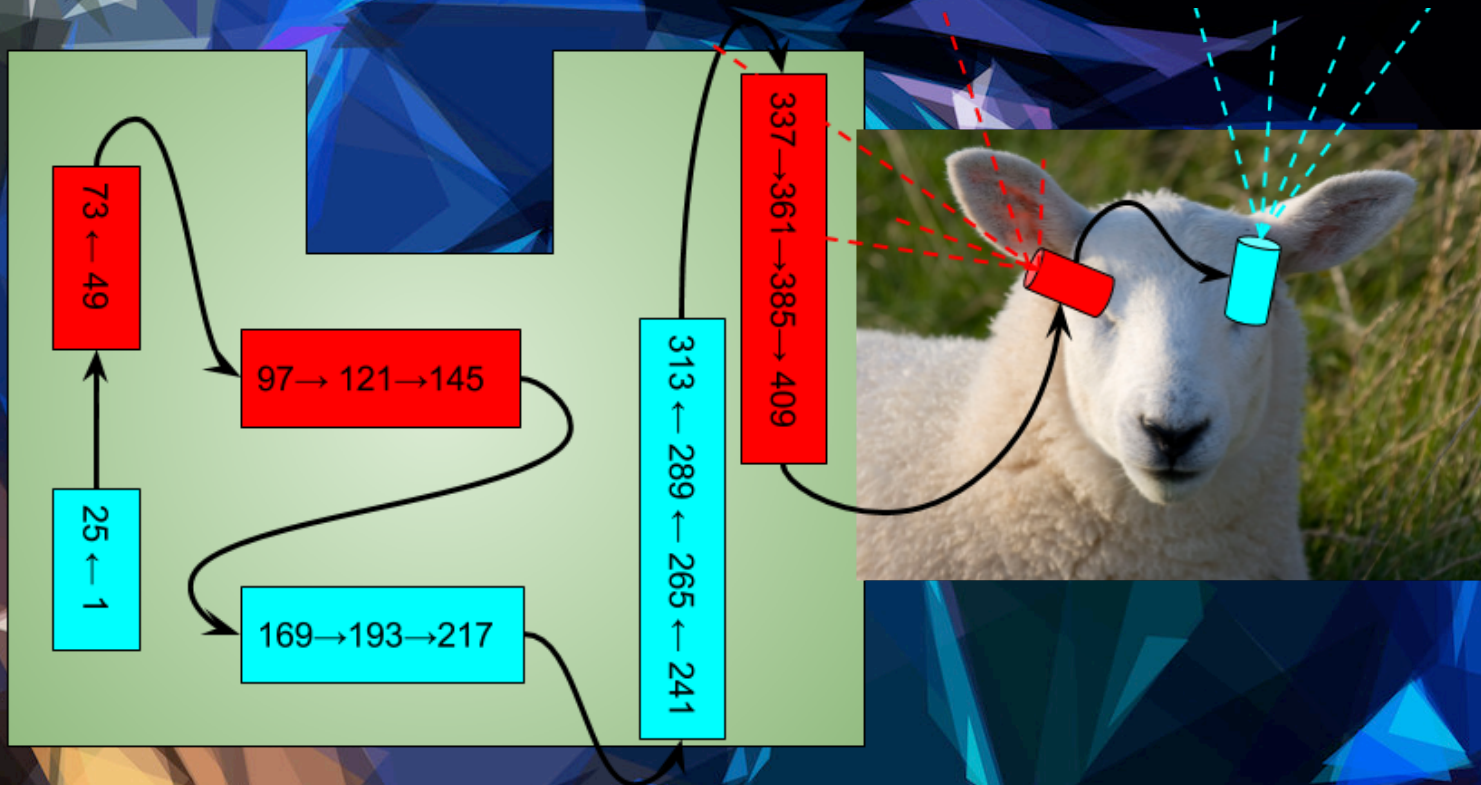 25 ← 1
73 ← 49
97→ 121→145
169→193→217
313 ← 289 ← 265 ← 241
337→361→385→ 409